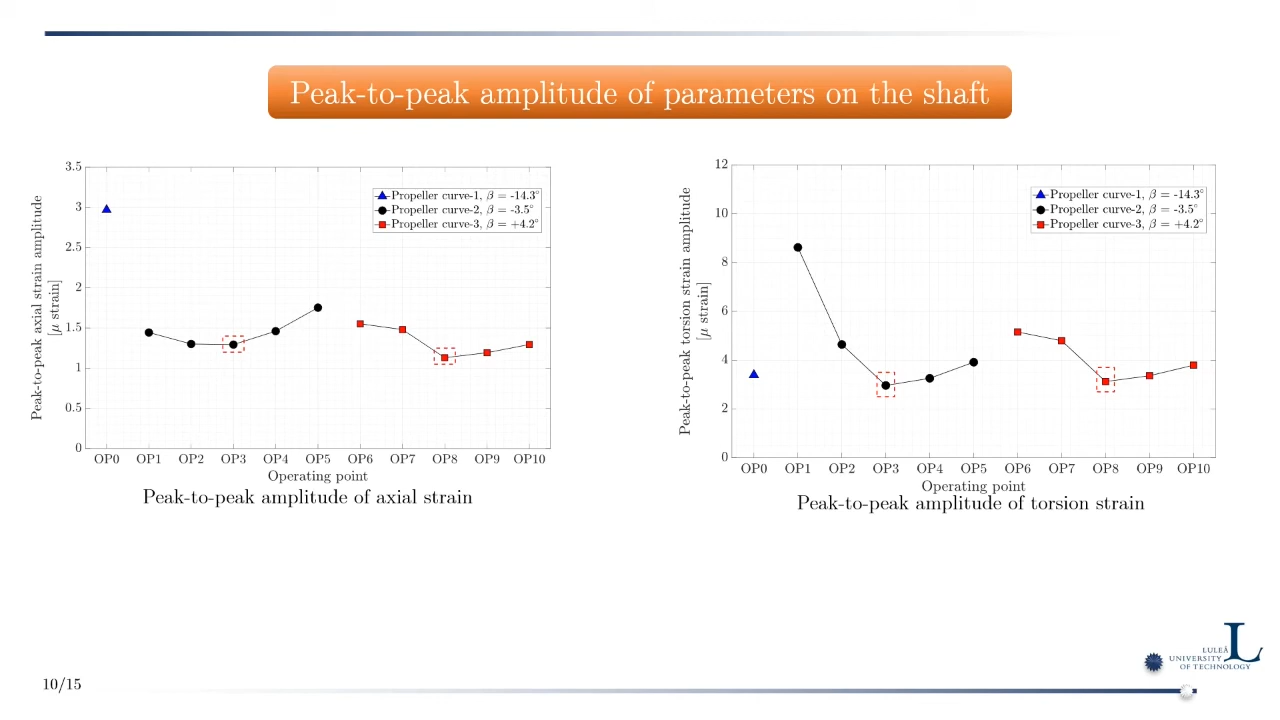 Peak-to-peak amplitude of parameters on the shaft
Peak-to-peak axial strain amplitude
[μ strain]
3.5
3
2.5
2
1.5
1
0.5
0
Propeller curve-1, β = -14.3°
Propeller curve-2, β = -3.5°
Propeller curve-3, β = +4.2°
OP0 OP1 OP2 OP3 OP4 OP5 OP6 OP7 OP8 OP9 OP10
Operating point
Peak-to-peak amplitude of axial strain
Peak-to-peak torsion strain amplitude
[μ strain]
12
10
8
6
4
2
0
Propeller curve-1, β = -14.3°
Propeller curve-2, β = -3.5°
Propeller curve-3, β = +4.2°
OP0 OP1 OP2 OP3 OP4 OP5 OP6 OP7 OP8 OP9 OP10
Operating point
Peak-to-peak amplitude of torsion strain
LULEÅ
UNIVERSITY
OF TECHNOLOGY
L
10/15